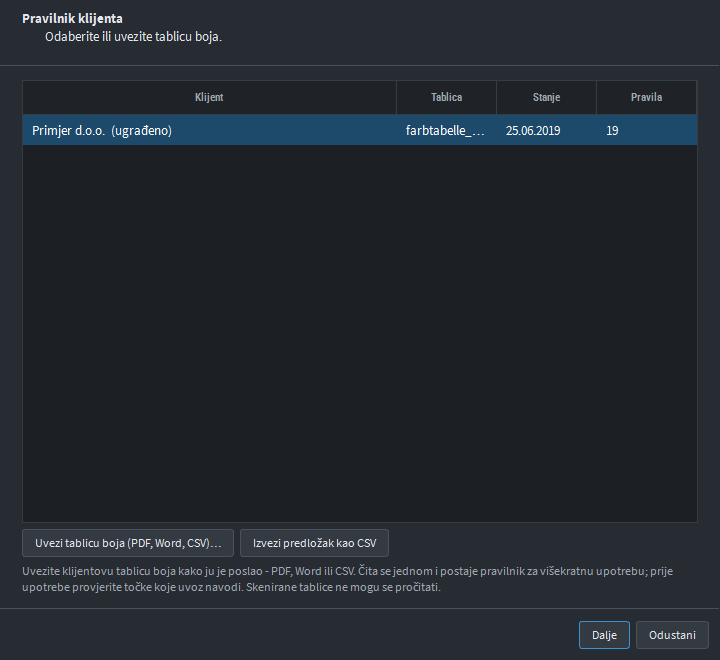 Pravilnik klijenta
Odaberite ili uvezite tablicu boja.
Klijent Tablica Stanje Pravila
Primjer d.o.o. (ugrađeno) farbtabelle_... 25.06.2019 19
Uvezi tablicu boja (PDF, Word, CSV)... Izvezi predložak kao CSV
Uvezite klijentovu tablicu boja kako ju je poslao - PDF, Word ili CSV. Čita se jednom i postaje pravilnik za višekratnu upotrebu; prije
upotrebe provjerite točke koje uvoz navodi. Skenirane tablice ne mogu se pročitati.
Dalje Odustani